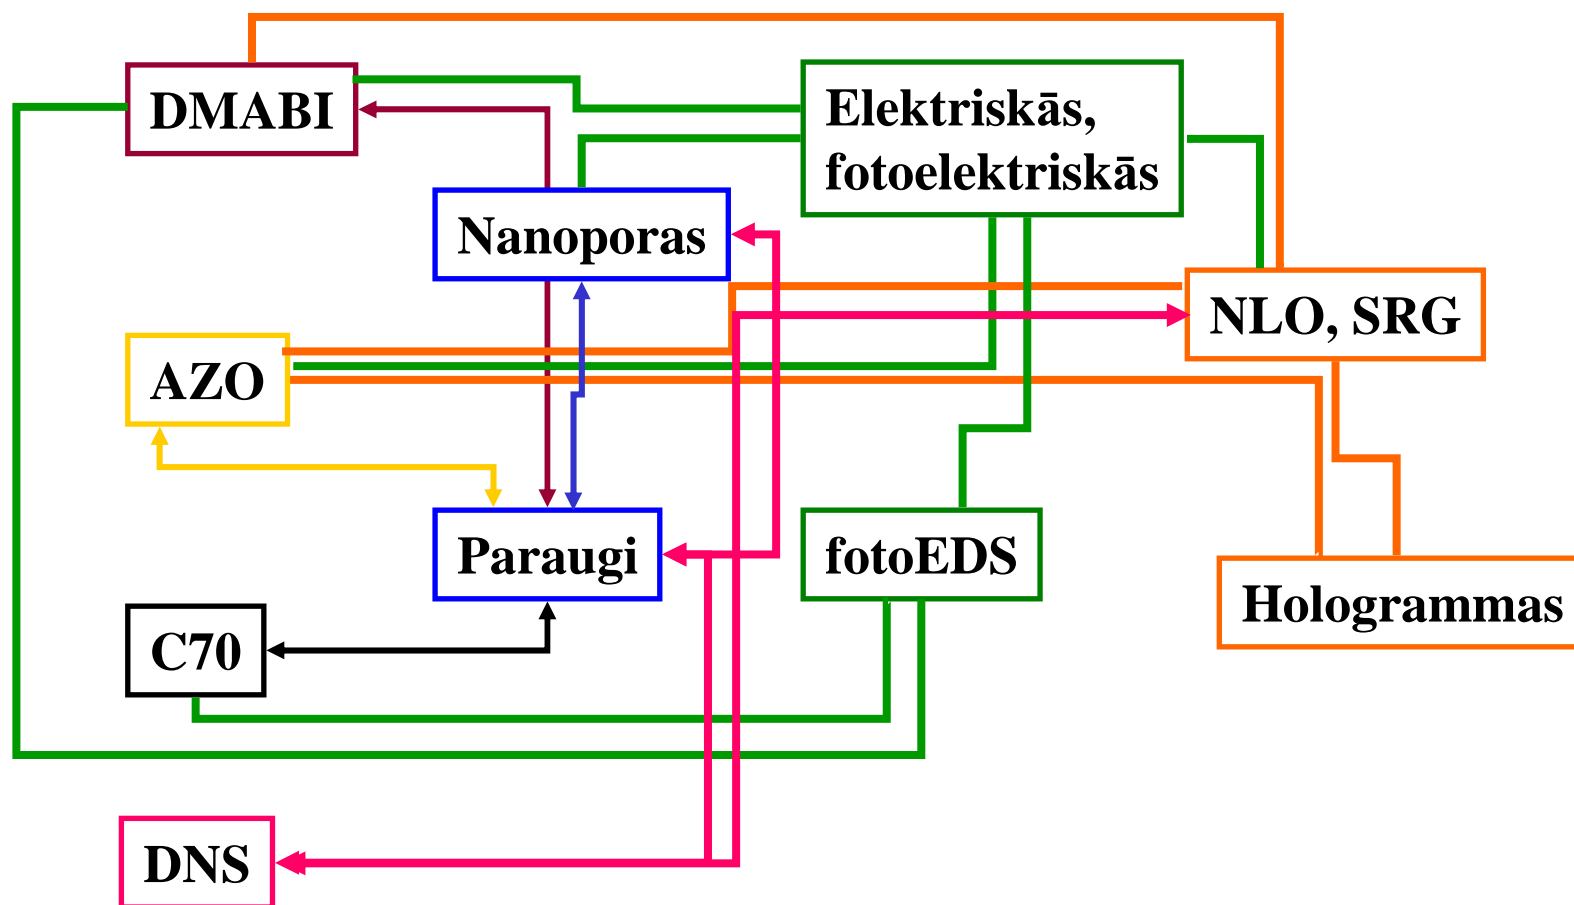 DMABI
Elektriskās,
fotoelektriskās
Nanoporas
NLO, SRG
AZO
Paraugi
fotoEDS
Hologrammas
C70
DNS